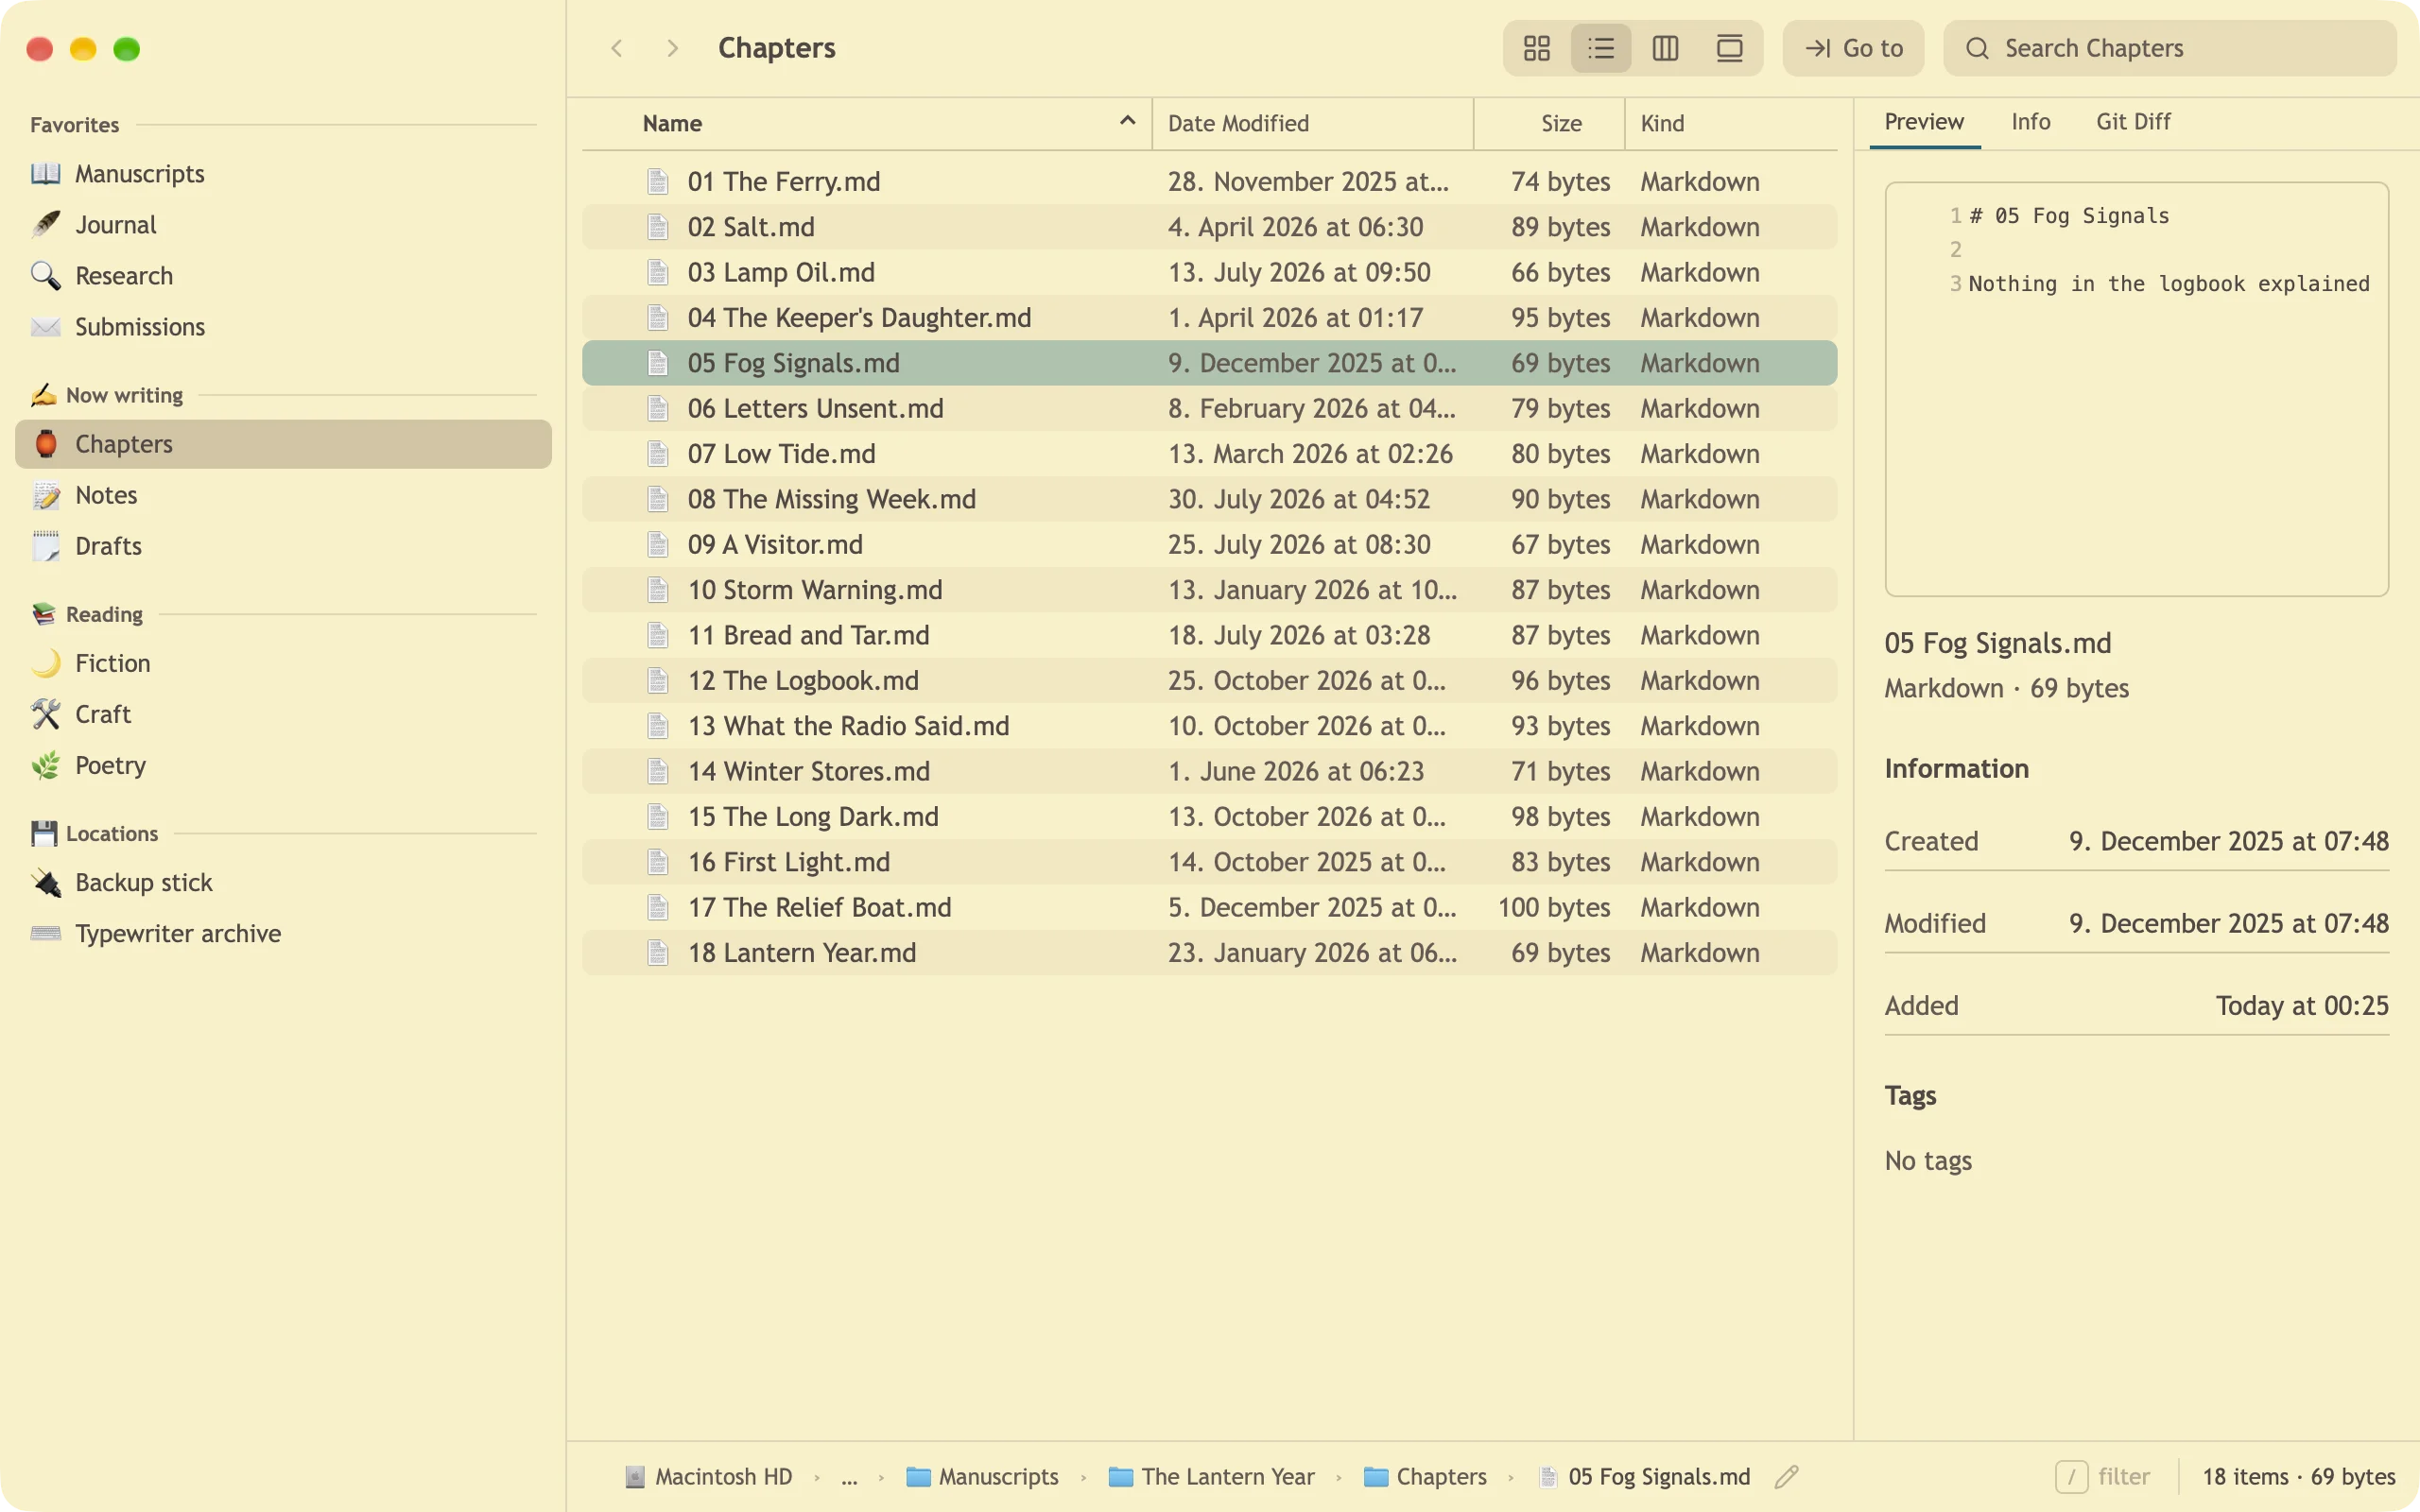 Chapters
Go to
Search Chapters
Favorites
Manuscripts
Journal
Research
Submissions
Now writing
Chapters
Notes
Drafts
Reading
Fiction
Craft
Poetry
Locations
Backup stick
Typewriter archive
Name Date Modified Size Kind
01 The Ferry.md 28. November 2025 at... 74 bytes Markdown
02 Salt.md 4. April 2026 at 06:30 89 bytes Markdown
03 Lamp Oil.md 13. July 2026 at 09:50 66 bytes Markdown
04 The Keeper's Daughter.md 1. April 2026 at 01:17 95 bytes Markdown
05 Fog Signals.md 9. December 2025 at 0... 69 bytes Markdown
06 Letters Unsent.md 8. February 2026 at 04... 79 bytes Markdown
07 Low Tide.md 13. March 2026 at 02:26 80 bytes Markdown
08 The Missing Week.md 30. July 2026 at 04:52 90 bytes Markdown
09 A Visitor.md 25. July 2026 at 08:30 67 bytes Markdown
10 Storm Warning.md 13. January 2026 at 10... 87 bytes Markdown
11 Bread and Tar.md 18. July 2026 at 03:28 87 bytes Markdown
12 The Logbook.md 25. October 2026 at 0... 96 bytes Markdown
13 What the Radio Said.md 10. October 2026 at 0... 93 bytes Markdown
14 Winter Stores.md 1. June 2026 at 06:23 71 bytes Markdown
15 The Long Dark.md 13. October 2026 at 0... 98 bytes Markdown
16 First Light.md 14. October 2025 at 0... 83 bytes Markdown
17 The Relief Boat.md 5. December 2025 at 0... 100 bytes Markdown
18 Lantern Year.md 23. January 2026 at 06... 69 bytes Markdown
Preview Info Git Diff
1 # 05 Fog Signals
2
3 Nothing in the logbook explained
05 Fog Signals.md
Markdown · 69 bytes
Information
Created 9. December 2025 at 07:48
Modified 9. December 2025 at 07:48
Added Today at 00:25
Tags
No tags
Macintosh HD › ... › Manuscripts › The Lantern Year › Chapters › 05 Fog Signals.md
/ filter
18 items · 69 bytes